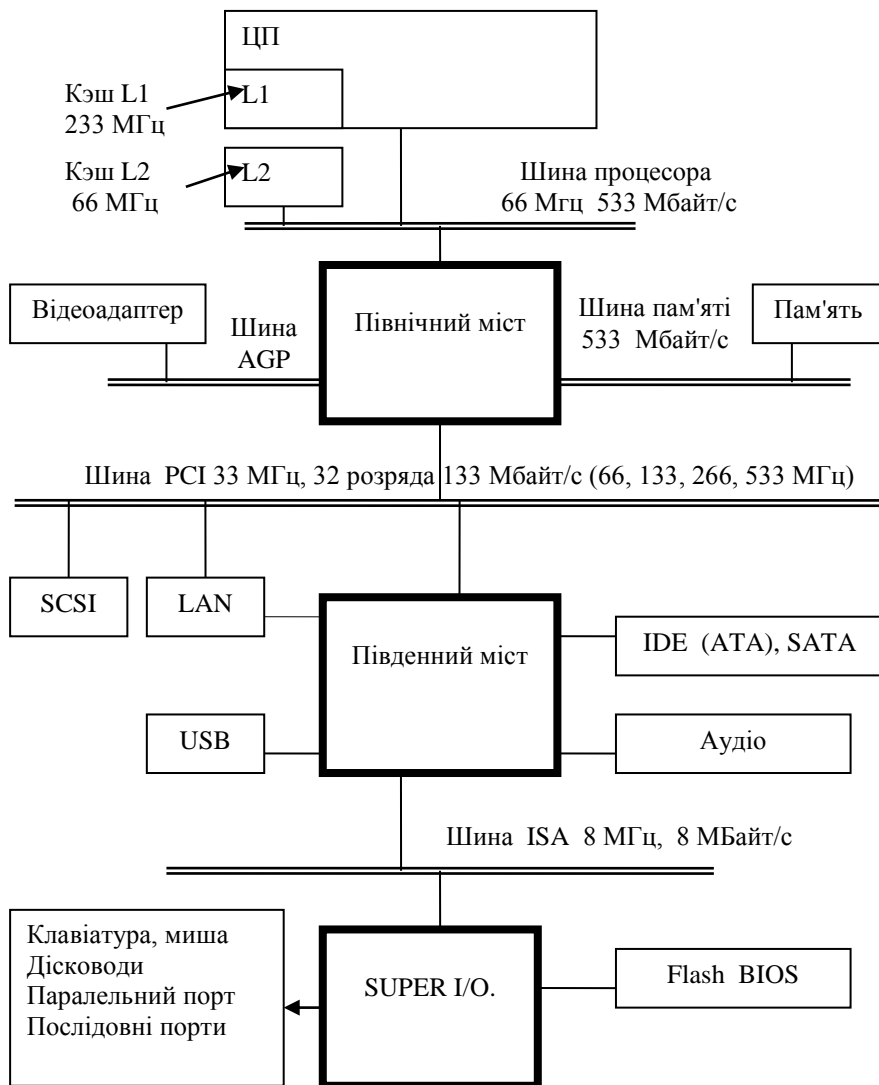 ЦП
Кэш L1
233 МГц
L1
Кэш L2
66 МГц
L2
Шина процесора
66 Мгц 533 Мбайт/с
Відеоадаптер
Шина
AGP
Північний міст
Шина пам'яті
533 Мбайт/с
Пам'ять
Шина PCI 33 МГц, 32 розряда 133 Мбайт/с (66, 133, 266, 533 МГц)
SCSI
LAN
Південний міст
IDE (ATA), SATA
USB
Аудіо
Шина ISA 8 МГц, 8 МБайт/с
Клавіатура, миша
Дісководи
Паралельний порт
Послідовні порти
SUPER I/O.
Flash BIOS